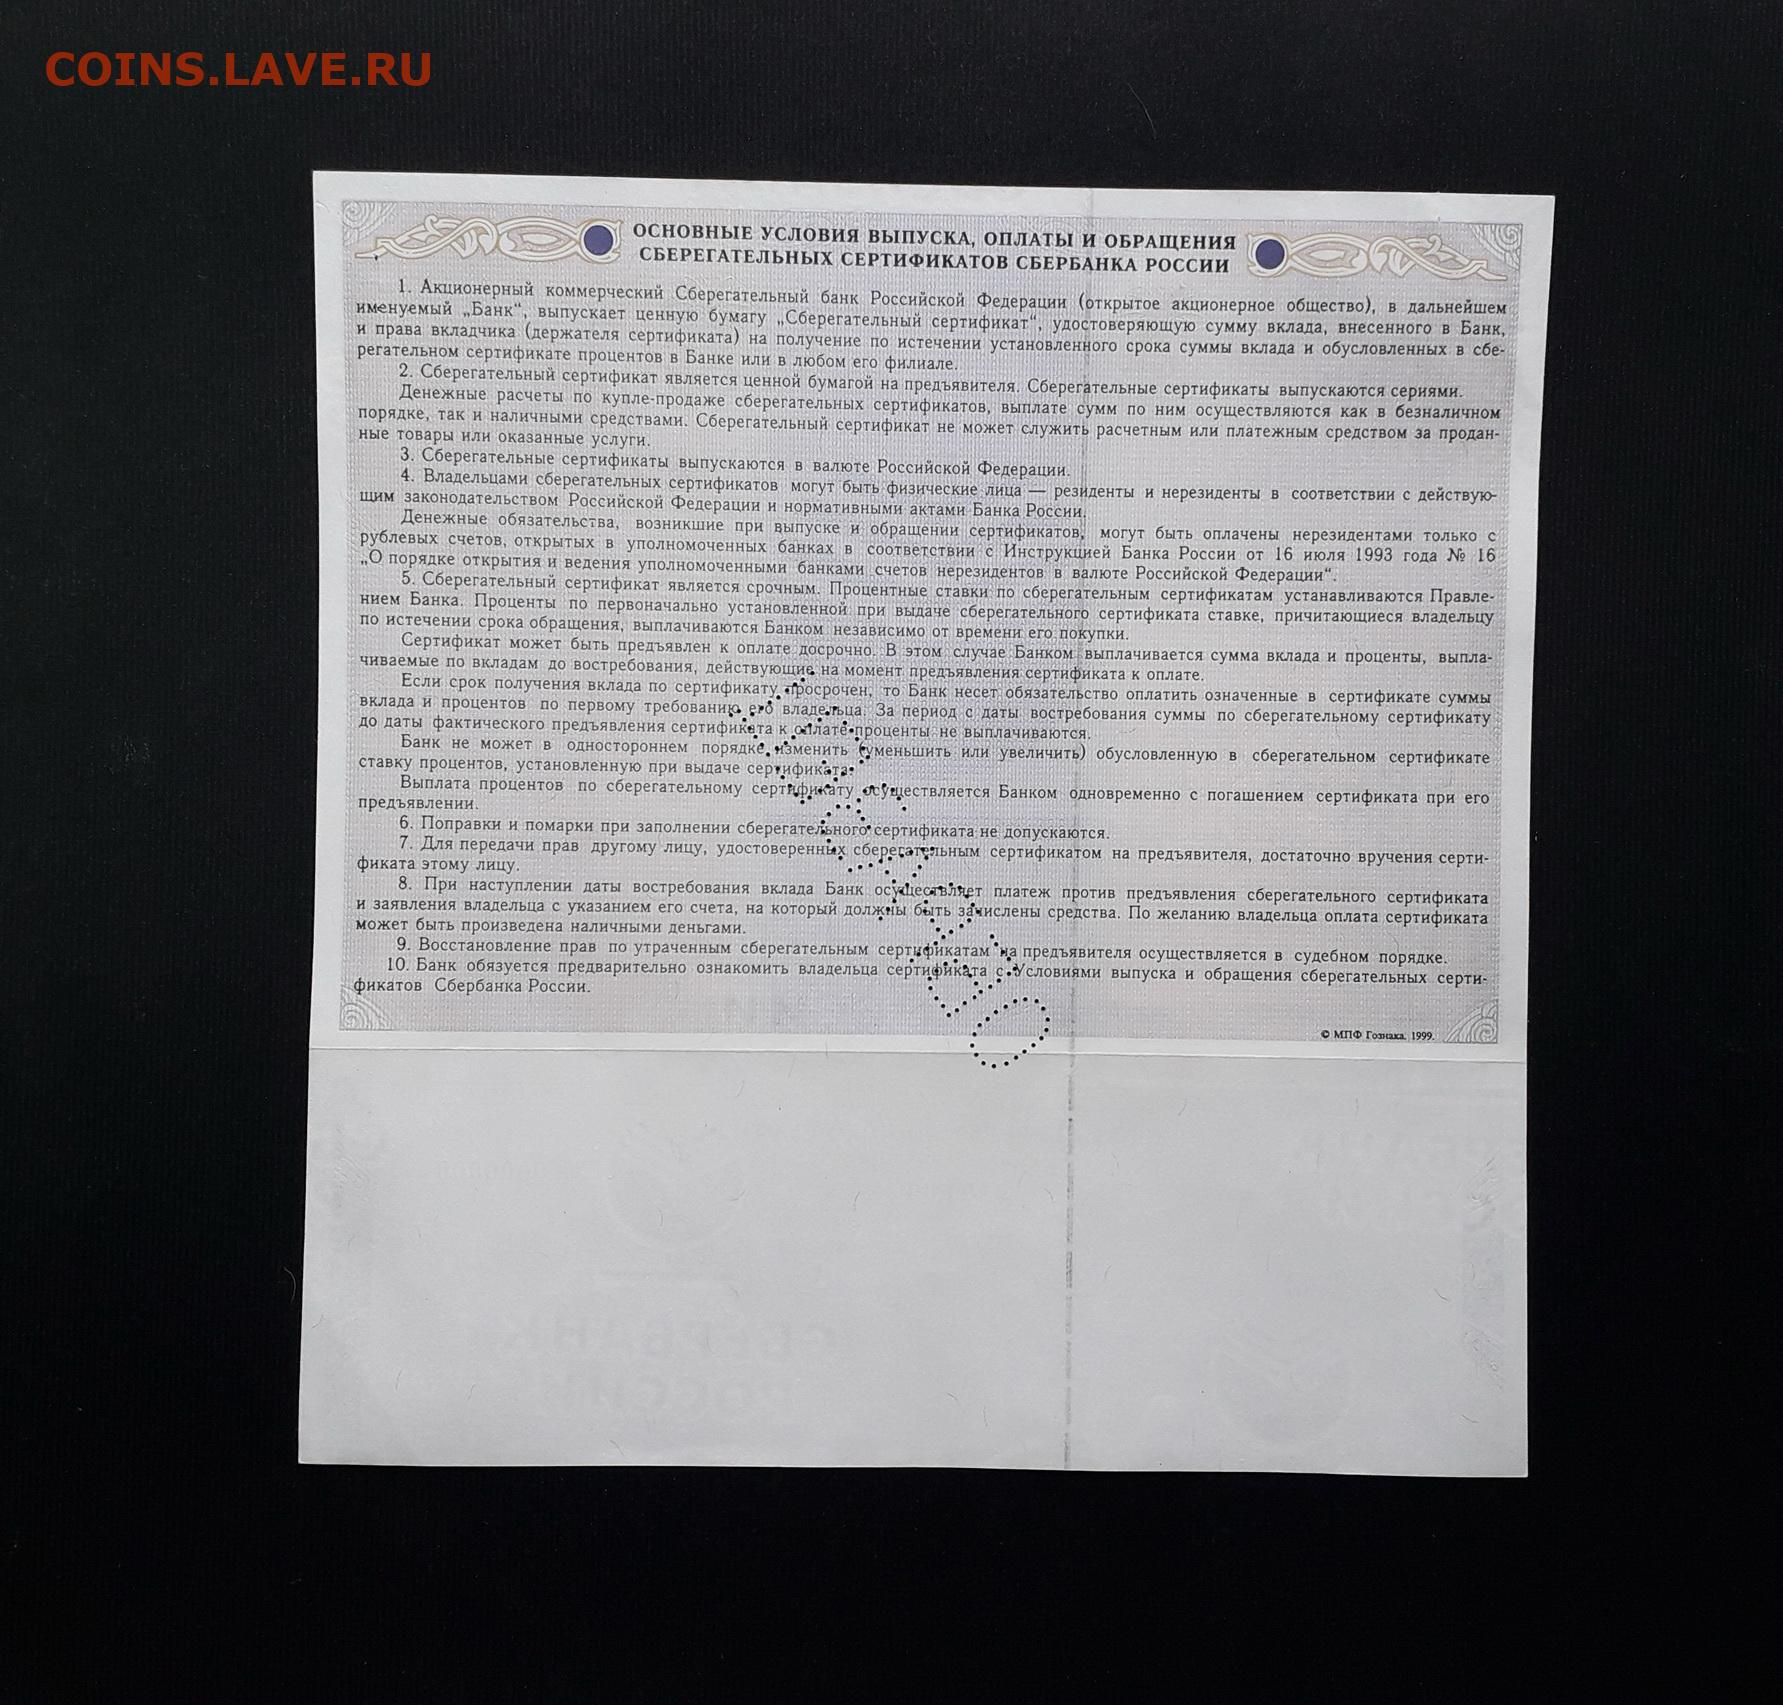 COINS.LAVE.RU
ОСНОВНЫЕ УСЛОВИЯ ВЫПУСКА, ОПЛАТЫ И ОБРАЩЕНИЯ
СБЕРЕГАТЕЛЬНЫХ СЕРТИФИКАТОВ СБЕРБАНКА РОССИИ
1. Акционерный коммерческий Сберегательный банк Российской Федерации (открытое акционерное общество), в дальнейшем
именуемый „Банк“, выпускает ценную бумагу „Сберегательный сертификат“, удостоверяющую сумму вклада, внесенного в Банк,
и права вкладчика (держателя сертификата) на получение по истечении установленного срока суммы вклада и обусловленных в сбе-
регательном сертификате процентов в Банке или в любом его филиале.
2. Сберегательный сертификат является ценной бумагой на предъявителя. Сберегательные сертификаты выпускаются сериями.
Денежные расчеты по купле-продаже сберегательных сертификатов, выплате сумм по ним осуществляются как в безналичном
порядке, так и наличными средствами. Сберегательный сертификат не может служить расчетным или платежным средством за продан-
ные товары или оказанные услуги.
3. Сберегательные сертификаты выпускаются в валюте Российской Федерации.
4. Владельцами сберегательных сертификатов могут быть физические лица — резиденты и нерезиденты в соответствии с действую-
щим законодательством Российской Федерации и нормативными актами Банка России.
Денежные обязательства, возникшие при выпуске и обращении сертификатов, могут быть оплачены нерезидентами только с
рублевых счетов, открытых в уполномоченных банках в соответствии с Инструкцией Банка России от 16 июля 1993 года № 16
„О порядке открытия и ведения уполномоченными банками счетов нерезидентов в валюте Российской Федерации“.
5. Сберегательный сертификат является срочным. Процентные ставки по сберегательным сертификатам устанавливаются Правле-
нием Банка. Проценты по первоначально установленной при выдаче сберегательного сертификата ставке, причитающиеся владельцу
по истечении срока обращения, выплачиваются Банком независимо от времени его покупки.
Сертификат может быть предъявлен к оплате досрочно. В этом случае Банком выплачивается сумма вклада и проценты, выпла-
чиваемые по вкладам до востребования, действующие на момент предъявления сертификата к оплате.
Если срок получения вклада по сертификату просрочен, то Банк несет обязательство оплатить означенные в сертификате суммы
вклада и процентов по первому требованию его владельца. За период с даты востребования суммы по сберегательному сертификату
до даты фактического предъявления сертификата к оплате проценты не выплачиваются.
Банк не может в одностороннем порядке изменить (уменьшить или увеличить) обусловленную в сберегательном сертификате
ставку процентов, установленную при выдаче сертификата.
Выплата процентов по сберегательному сертификату осуществляется Банком одновременно с погашением сертификата при его
предъявлении.
6. Поправки и помарки при заполнении сберегательного сертификата не допускаются.
7. Для передачи прав другому лицу, удостоверенных сберегательным сертификатом на предъявителя, достаточно вручения серти-
фиката этому лицу.
8. При наступлении даты востребования вклада Банк осуществляет платеж против предъявления сберегательного сертификата
и заявления владельца с указанием его счета, на который должны быть зачислены средства. По желанию владельца оплата сертификата
может быть произведена наличными деньгами.
9. Восстановление прав по утраченным сберегательным сертификатам на предъявителя осуществляется в судебном порядке.
10. Банк обязуется предварительно ознакомить владельца сертификата с Условиями выпуска и обращения сберегательных серти-
фикатов Сбербанка России.
© МПФ Гознака. 1999.